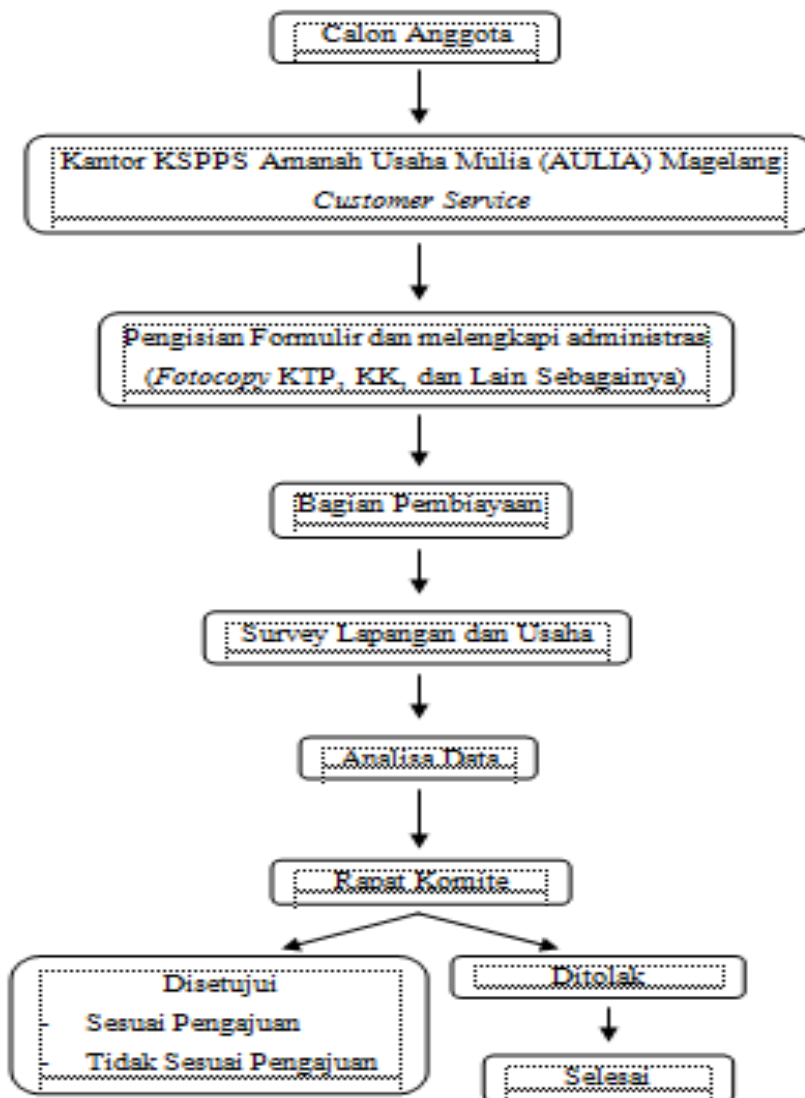 Calon Anggota
Kantor KSPPS Amanah Usaha Mulia (AULIA) Magelang
Customer Service
Pengisian Formulir dan melengkapi administras
(Fotocopy KTP, KK, dan Lain Sebagainya)
Bagian Pembiayaan
Survey Lapangan dan Usaha
Analisa Data
Rapat Komite
Disetujui
- Sesuai Pengajuan
- Tidak Sesuai Pengajuan
Ditolak
Selesai